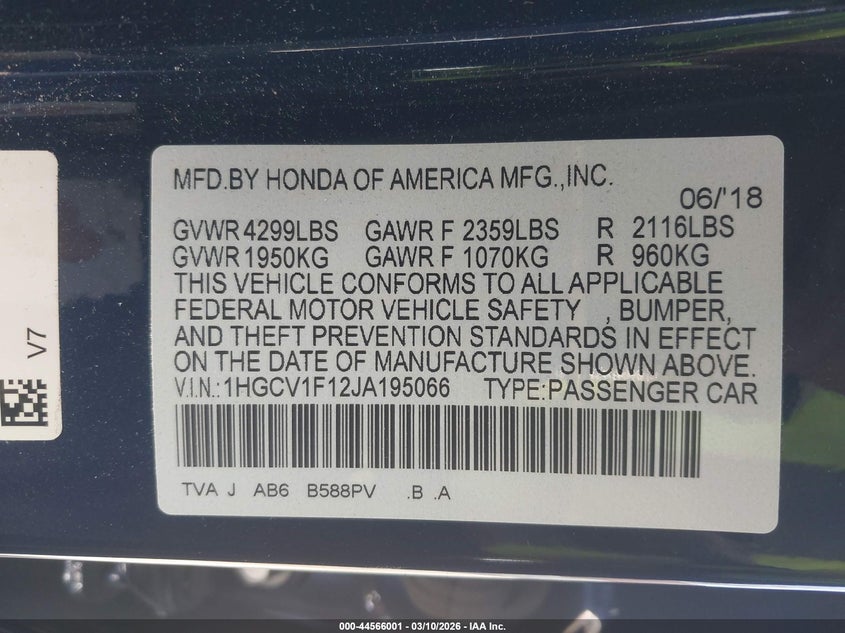 MFD.BY HONDA OF AMERICA MFG.,INC.
06/'18
GVWR 4299LBS GAWR F 2359LBS R 2116LBS
GVWR 1950KG GAWR F 1070KG R 960KG
THIS VEHICLE CONFORMS TO ALL APPLICABLE
FEDERAL MOTOR VEHICLE SAFETY , BUMPER,
AND THEFT PREVENTION STANDARDS IN EFFECT
ON THE DATE OF MANUFACTURE SHOWN ABOVE.
V.I.N.:1HGCV1F12JA195066 TYPE:PASSENGER CAR
TVA J AB6 B588PV .B .A
V7
000-44566001 — 03/10/2026 — IAA Inc.